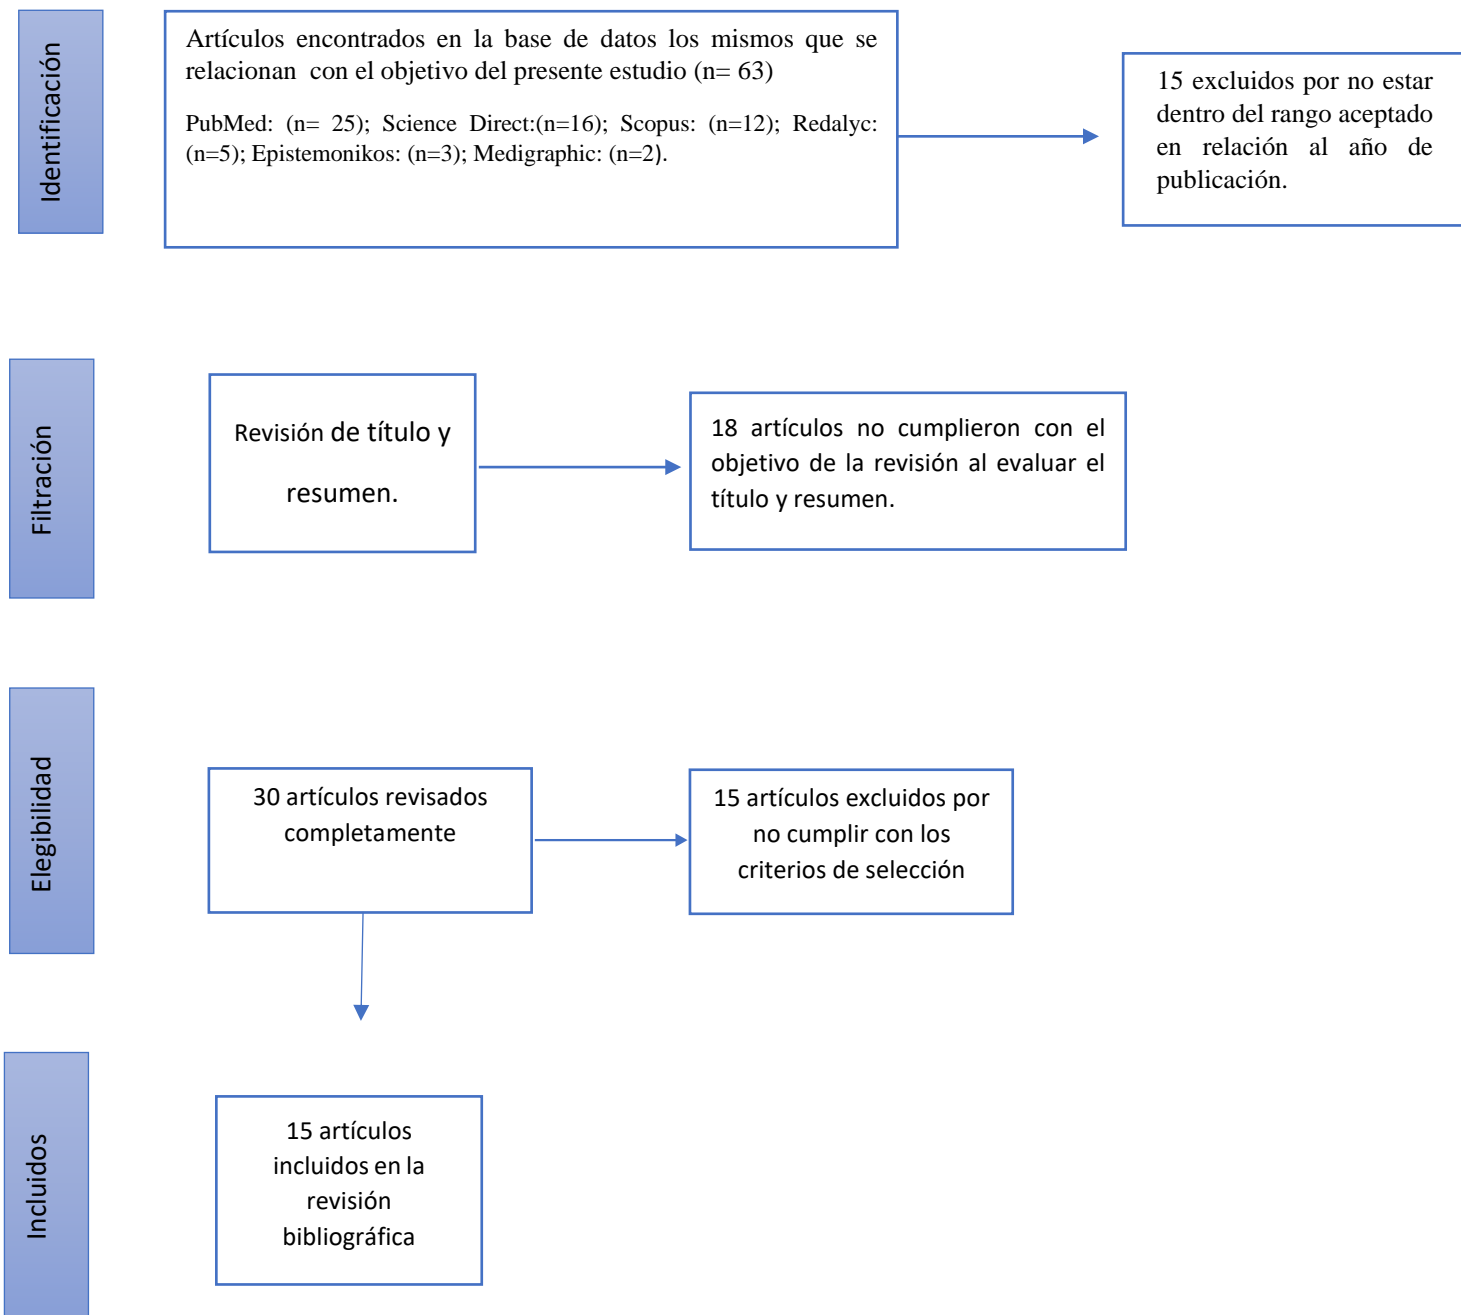 Identificación
Artículos encontrados en la base de datos los mismos que se
relacionan con el objetivo del presente estudio (n= 63)
PubMed: (n= 25); Science Direct:(n=16); Scopus: (n=12); Redalyc:
(n=5); Epistemonikos: (n=3); Medigraphic: (n=2).
15 excluidos por no estar
dentro del rango aceptado
en relación al año de
publicación.
Filtración
Revisión de título y
resumen.
18 artículos no cumplieron con el
objetivo de la revisión al evaluar el
título y resumen.
Elegibilidad
30 artículos revisados
completamente
15 artículos excluidos por
no cumplir con los
criterios de selección
Incluidos
15 artículos
incluidos en la
revisión
bibliográfica